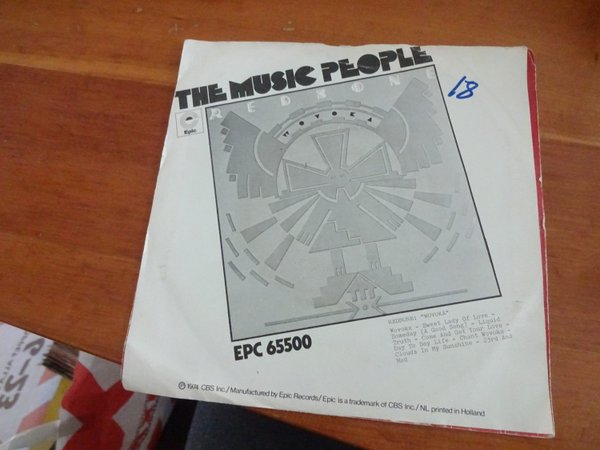 THE MUSIC PEOPLE
18
REDBONE
Epic
WOVOKA
REDBONE: "WOVOKA"
Wovoka - Sweet Lady Of Love -
Someday (A Good Song) - Liquid
Truth - Come And Get Your Love -
Day To Day Life - Chant Wovoka -
Clouds In My Sunshine - 23rd And
Mad
EPC 65500
℗ 1974 CBS Inc./Manufactured by Epic Records/Epic is a trademark of CBS Inc./NL printed in Holland